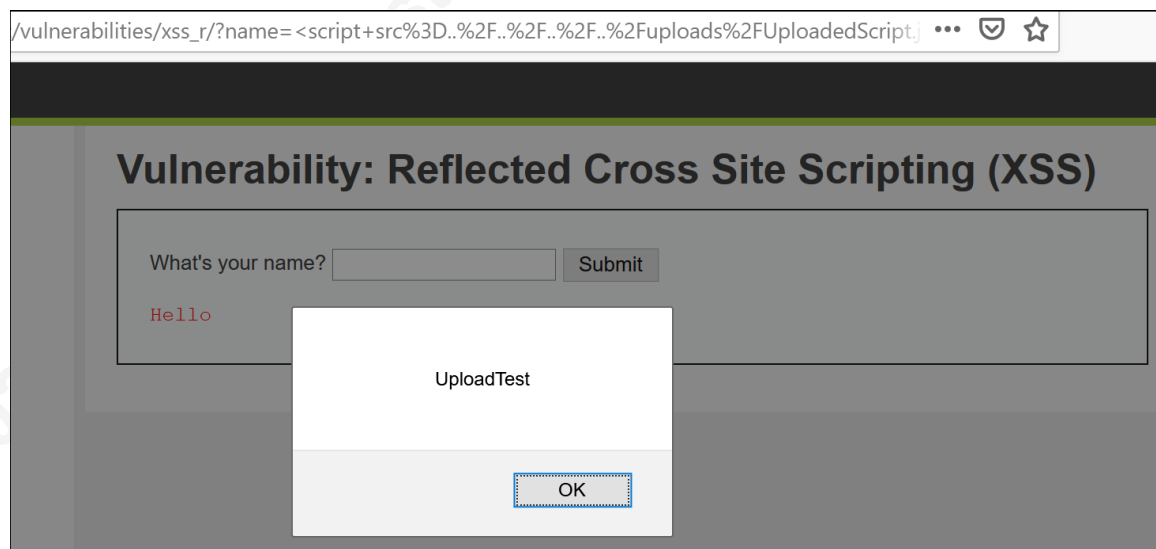 /vulnerabilities/xss_r/?name=<script+src%3D..%2F..%2F..%2F..%2Fuploads%2FUploadedScript.j
Vulnerability: Reflected Cross Site Scripting (XSS)
What's your name? Submit
Hello
UploadTest
OK